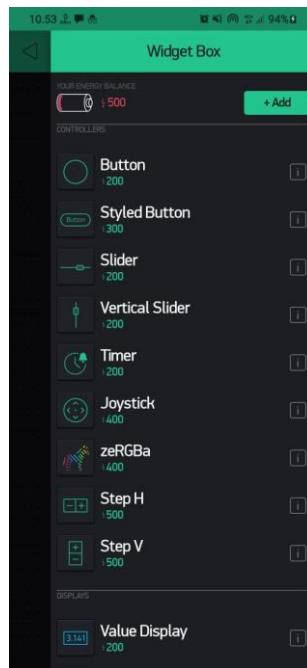 10.53
94%
Widget Box
YOUR ENERGY BALANCE
500
+ Add
CONTROLLERS
Button
200
Button
Styled Button
300
Slider
200
Vertical Slider
200
Timer
200
Joystick
400
zeRGBa
400
Step H
500
Step V
500
DISPLAYS
3.141
Value Display
200